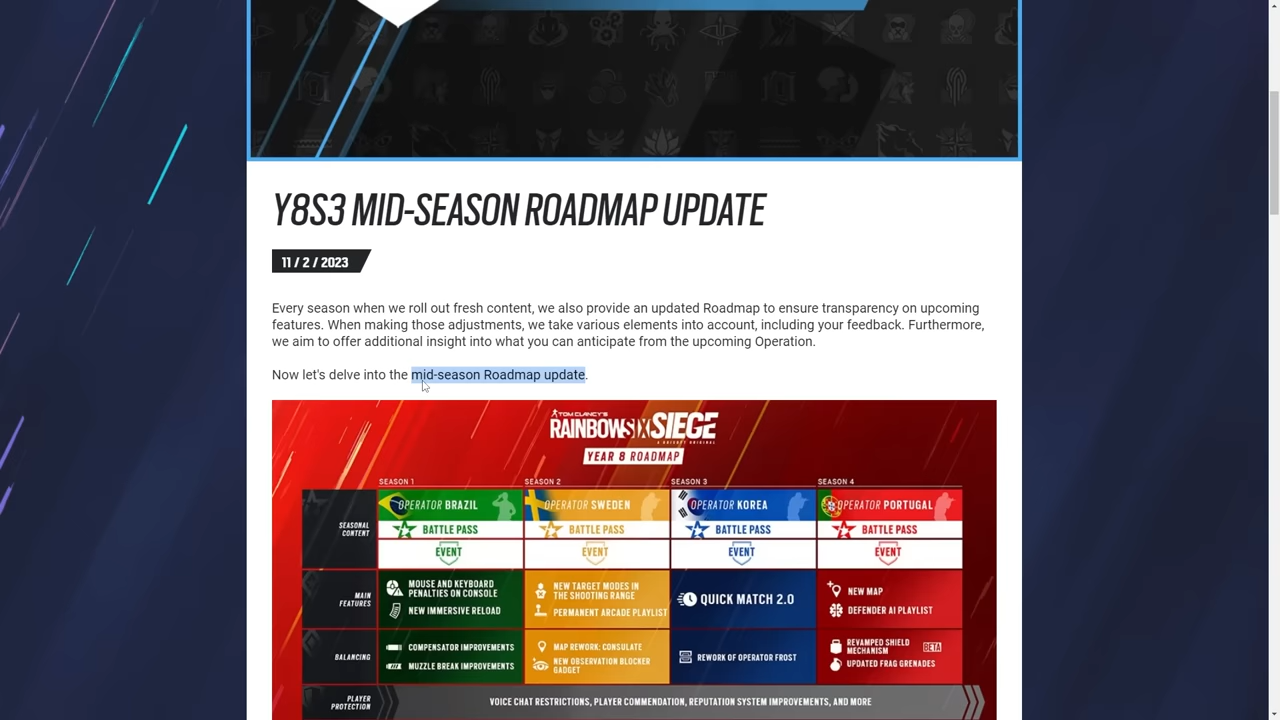 Y8S3 MID-SEASON ROADMAP UPDATE
11 / 2 / 2023
Every season when we roll out fresh content, we also provide an updated Roadmap to ensure transparency on upcoming
features. When making those adjustments, we take various elements into account, including your feedback. Furthermore,
we aim to offer additional insight into what you can anticipate from the upcoming Operation.
Now let's delve into the mid-season Roadmap update.
TOM CLANCY'S
RAINBOW SIX SIEGE
YEAR 8 ROADMAP
SEASON 1 SEASON 2 SEASON 3 SEASON 4
SEASONAL CONTENT
OPERATOR BRAZIL OPERATOR SWEDEN OPERATOR KOREA OPERATOR PORTUGAL
BATTLE PASS BATTLE PASS BATTLE PASS BATTLE PASS
EVENT EVENT EVENT EVENT
MAIN FEATURES
MOUSE AND KEYBOARD PENALTIES ON CONSOLE
NEW IMMERSIVE RELOAD
NEW TARGET MODES IN THE SHOOTING RANGE
PERMANENT ARCADE PLAYLIST
QUICK MATCH 2.0
NEW MAP
DEFENDER AI PLAYLIST
BALANCING
COMPENSATOR IMPROVEMENTS
MUZZLE BREAK IMPROVEMENTS
MAP REWORK: CONSULATE
NEW OBSERVATION BLOCKER GADGET
REWORK OF OPERATOR FROST
REVAMPED SHIELD MECHANISM BETA
UPDATED FRAG GRENADES
PLAYER PROTECTION
VOICE CHAT RESTRICTIONS, PLAYER COMMENDATION, REPUTATION SYSTEM IMPROVEMENTS, AND MORE